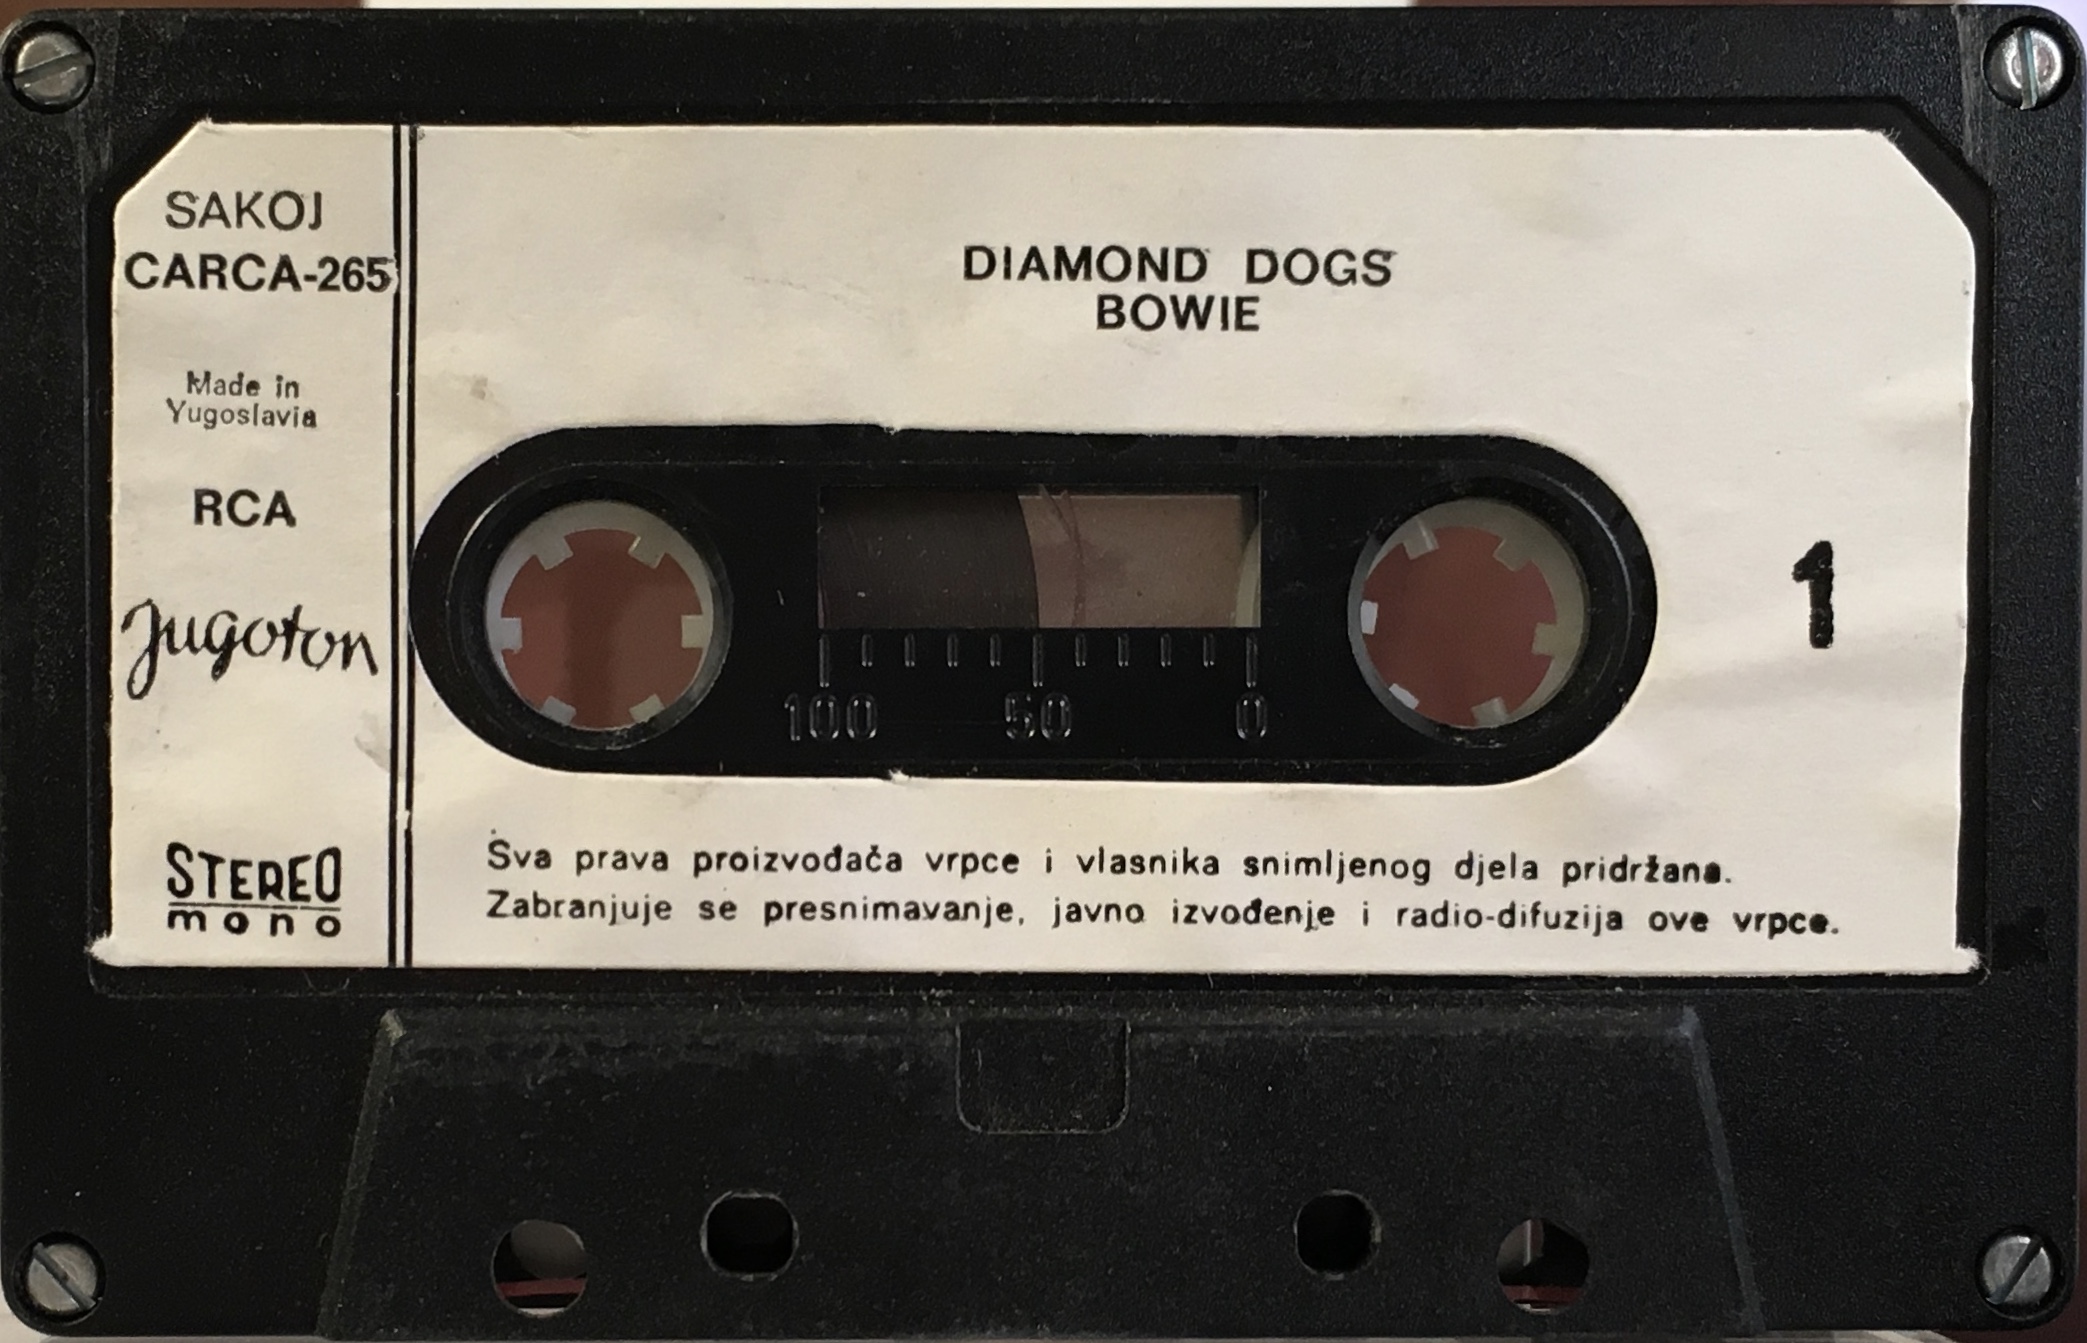 SAKOJ
CARCA-265
Made in
Yugoslavia
RCA
Jugoton
STEREO
mono
DIAMOND DOGS
BOWIE
100 50 0
1
Sva prava proizvođača vrpce i vlasnika snimljenog djela pridržana.
Zabranjuje se presnimavanje, javno izvođenje i radio-difuzija ove vrpce.